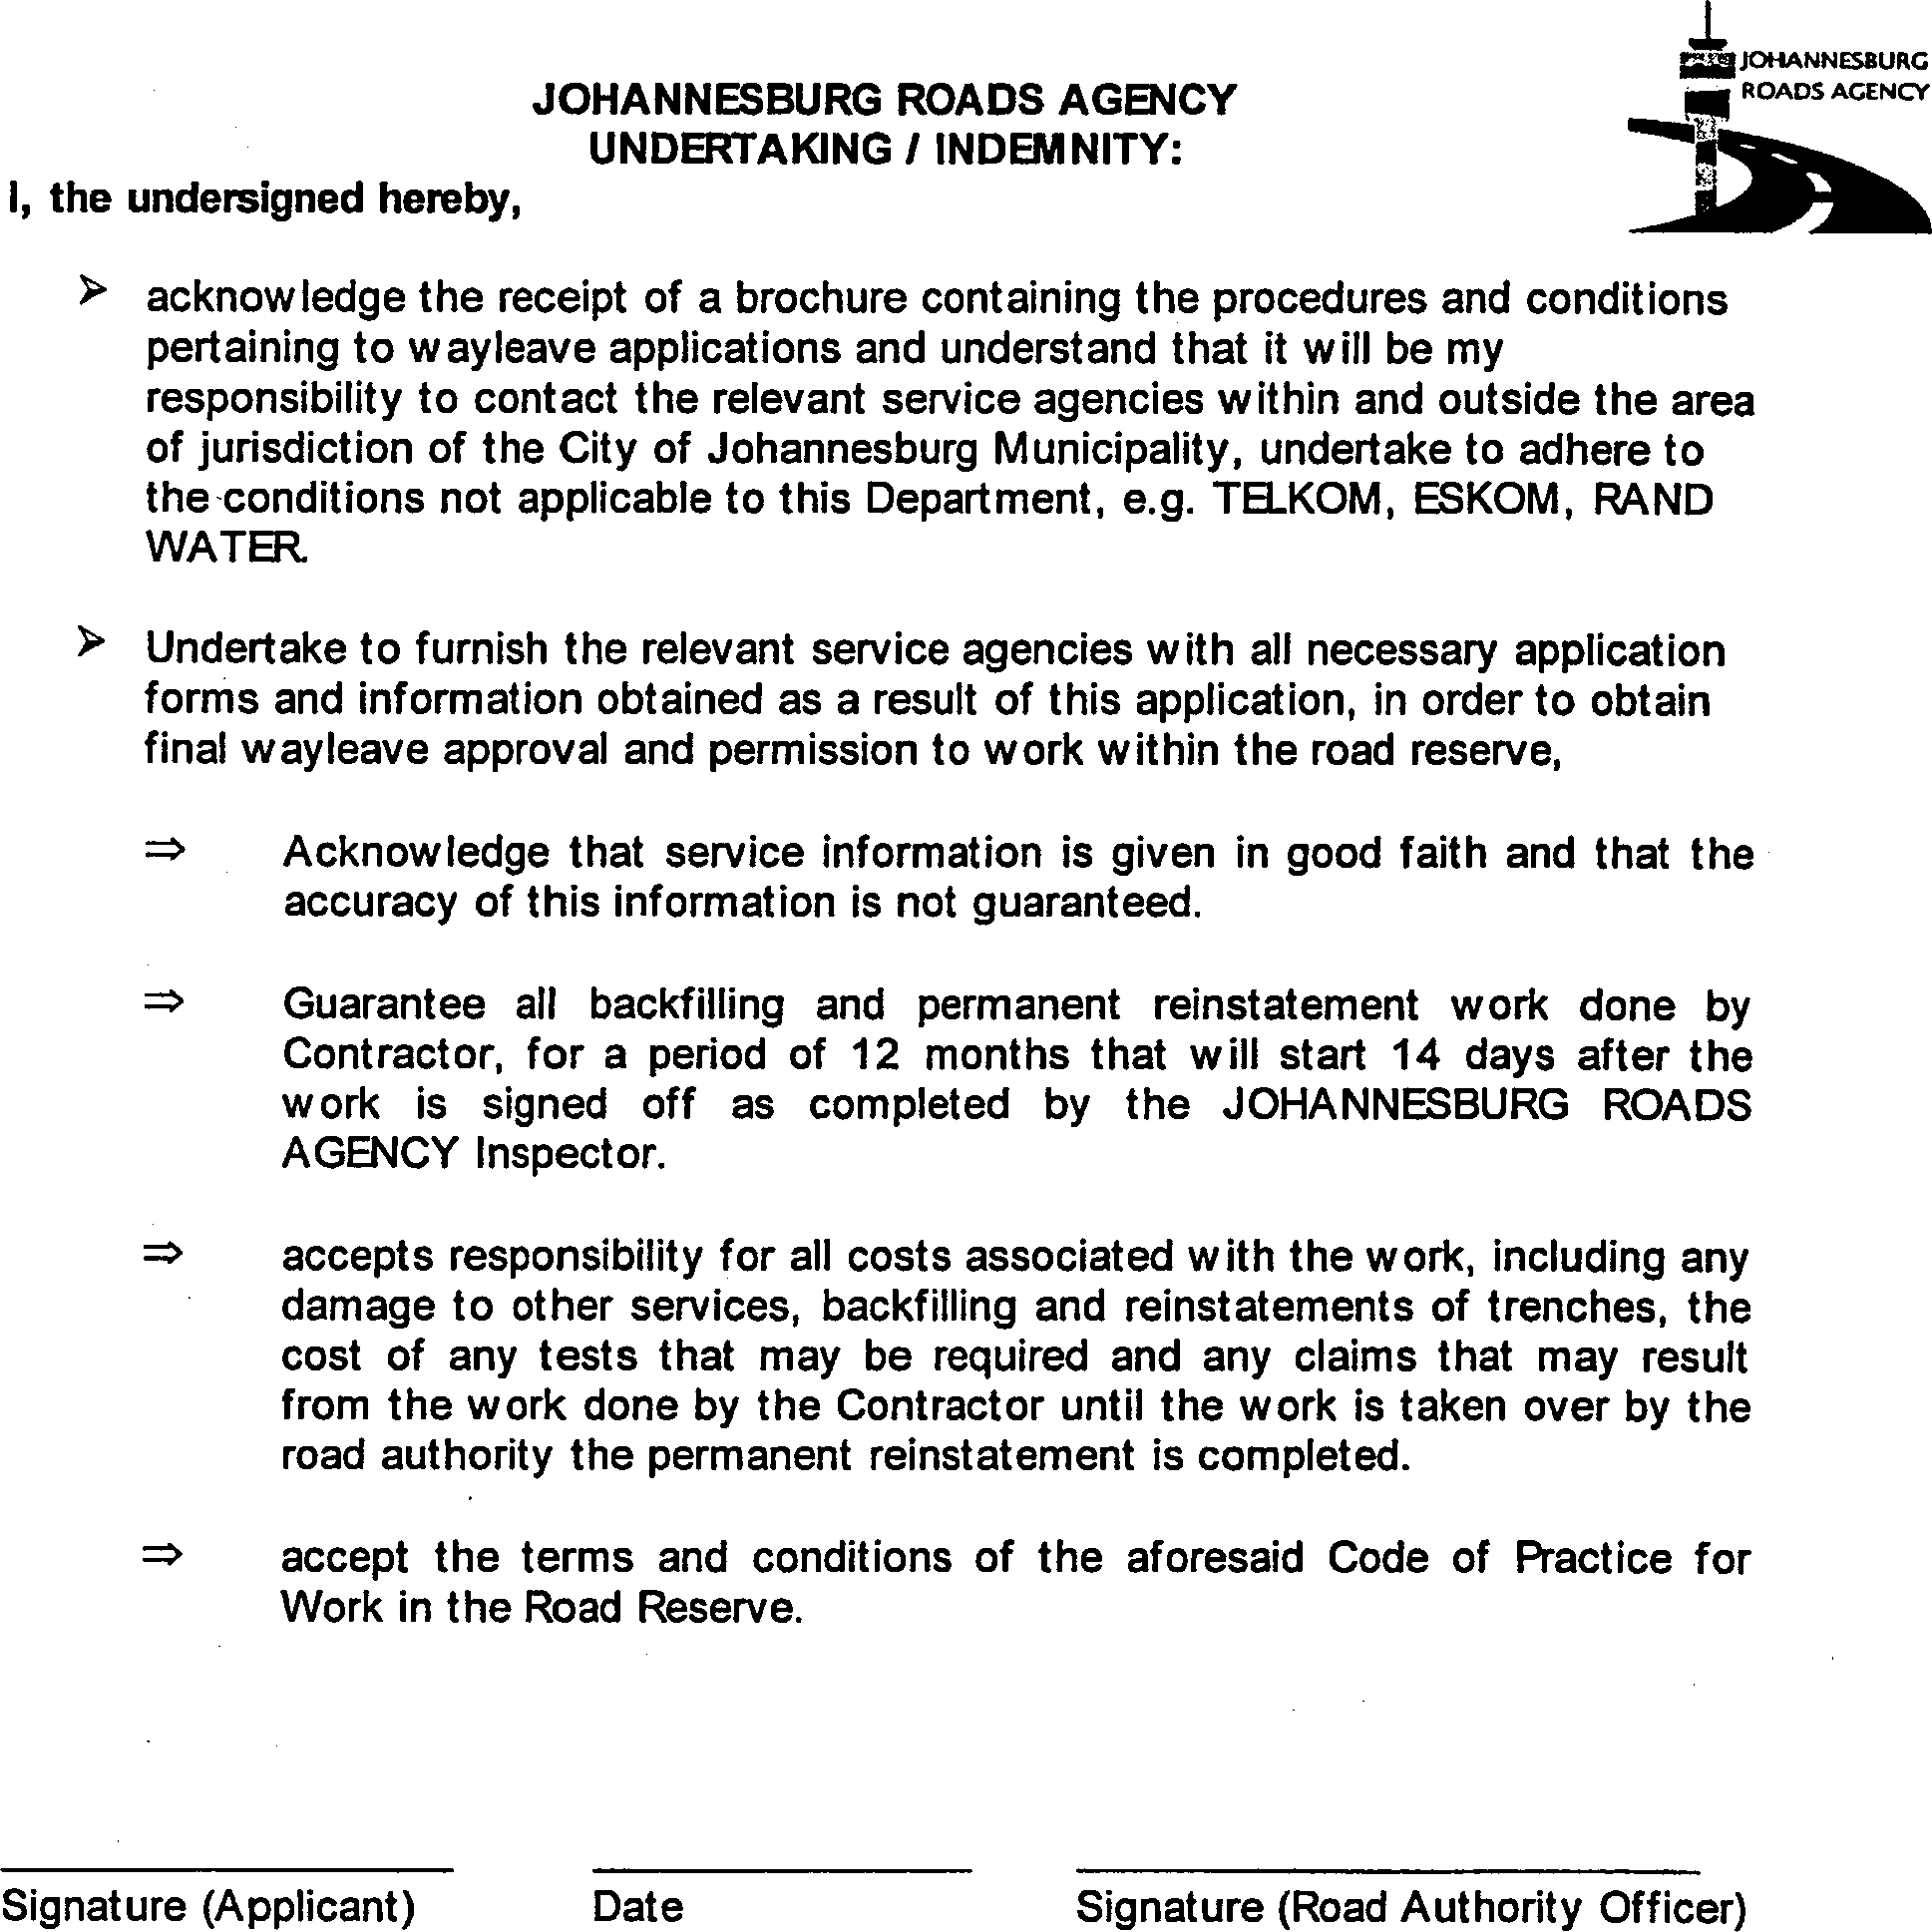 JOHANNESBURG
ROADS AGENCY
JOHANNESBURG ROADS AGENCY
UNDERTAKING / INDEMNITY:
I, the undersigned hereby,
➢ acknowledge the receipt of a brochure containing the procedures and conditions
pertaining to wayleave applications and understand that it will be my
responsibility to contact the relevant service agencies within and outside the area
of jurisdiction of the City of Johannesburg Municipality, undertake to adhere to
the conditions not applicable to this Department, e.g. TELKOM, ESKOM, RAND
WATER.
➢ Undertake to furnish the relevant service agencies with all necessary application
forms and information obtained as a result of this application, in order to obtain
final wayleave approval and permission to work within the road reserve,
⇒ Acknowledge that service information is given in good faith and that the
accuracy of this information is not guaranteed.
⇒ Guarantee all backfilling and permanent reinstatement work done by
Contractor, for a period of 12 months that will start 14 days after the
work is signed off as completed by the JOHANNESBURG ROADS
AGENCY Inspector.
⇒ accepts responsibility for all costs associated with the work, including any
damage to other services, backfilling and reinstatements of trenches, the
cost of any tests that may be required and any claims that may result
from the work done by the Contractor until the work is taken over by the
road authority the permanent reinstatement is completed.
⇒ accept the terms and conditions of the aforesaid Code of Practice for
Work in the Road Reserve.
Signature (Applicant) Date Signature (Road Authority Officer)